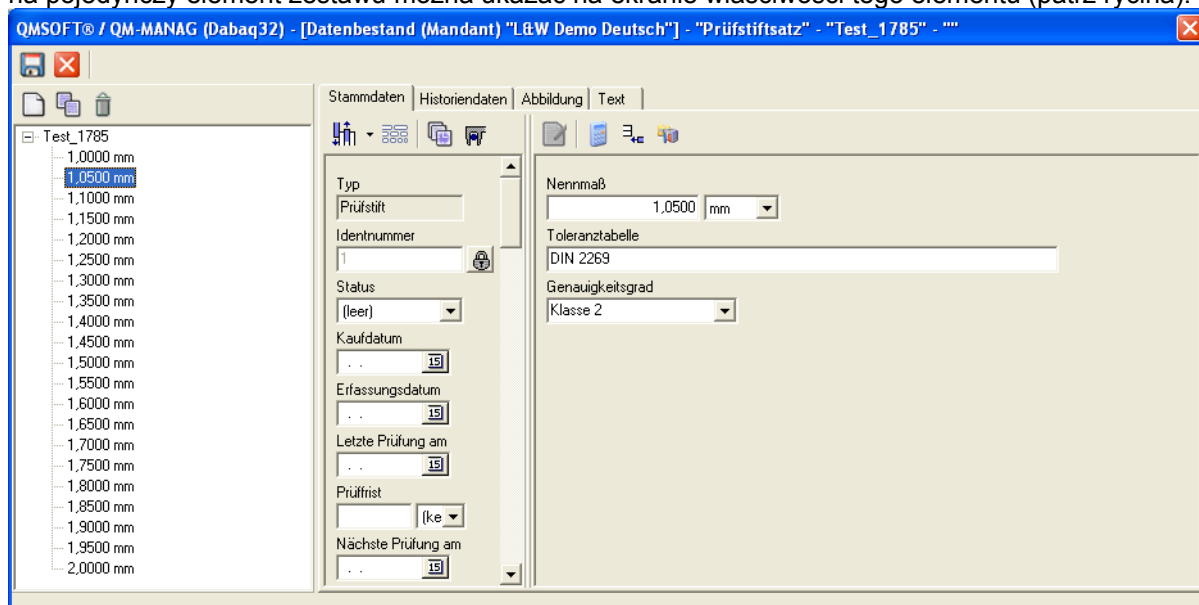 na pojedynczy element zestawu można ukazać na ekranie właściwości tego elementu (patrz rycina).
QMSOFT® / QM-MANAG (Dabaq32) - [Datenbestand (Mandant) "L&W Demo Deutsch"] - "Prüfstiftsatz" - "Test_1785" - ""
Stammdaten Historiendaten Abbildung Text
Test_1785
1,0000 mm
1,0500 mm
1,1000 mm
1,1500 mm
1,2000 mm
1,2500 mm
1,3000 mm
1,3500 mm
1,4000 mm
1,4500 mm
1,5000 mm
1,5500 mm
1,6000 mm
1,6500 mm
1,7000 mm
1,7500 mm
1,8000 mm
1,8500 mm
1,9000 mm
1,9500 mm
2,0000 mm
Typ
Prüfstift
Identnummer
1
Status
(leer)
Kaufdatum
. . 15
Erfassungsdatum
. . 15
Letzte Prüfung am
. . 15
Prüffrist
(ke
Nächste Prüfung am
. . 15
Nennmaß
1,0500 mm
Toleranztabelle
DIN 2269
Genauigkeitsgrad
Klasse 2